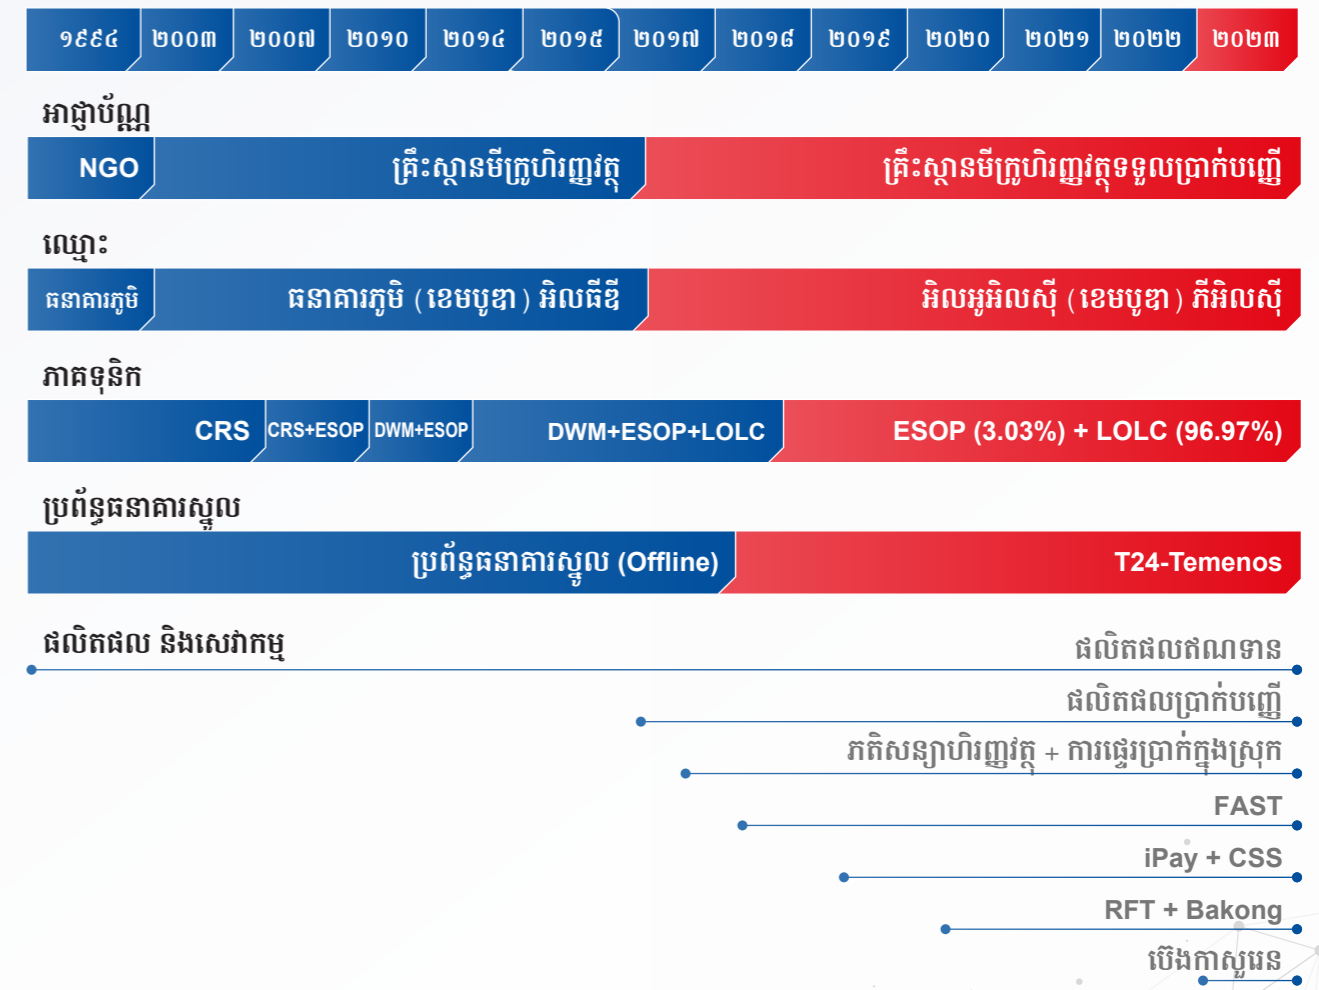 ១៩៩៤ ២០០៣ ២០០៧ ២០១០ ២០១៤ ២០១៥ ២០១៧ ២០១៨ ២០១៩ ២០២០ ២០២១ ២០២២ ២០២៣
អាជ្ញាប័ណ្ណ
NGO គ្រឹះស្ថានមីក្រូហិរញ្ញវត្ថុ គ្រឹះស្ថានមីក្រូហិរញ្ញវត្ថុទទួលប្រាក់បញ្ញើ
ឈ្មោះ
ធនាគារភូមិ ធនាគារភូមិ (ខេមបូឌា) អិលធីឌី អិលអូអិលស៊ី (ខេមបូឌា) ភីអិលស៊ី
ភាគទុនិក
CRS CRS+ESOP DWM+ESOP DWM+ESOP+LOLC ESOP (3.03%) + LOLC (96.97%)
ប្រព័ន្ធធនាគារស្នូល
ប្រព័ន្ធធនាគារស្នូល (Offline) T24-Temenos
ផលិតផល និងសេវាកម្ម
ផលិតផលឥណទាន
ផលិតផលប្រាក់បញ្ញើ
ភតិសន្យាហិរញ្ញវត្ថុ + ការផ្ទេរប្រាក់ក្នុងស្រុក
FAST
iPay + CSS
RFT + Bakong
ប៊េងកាសួរេន